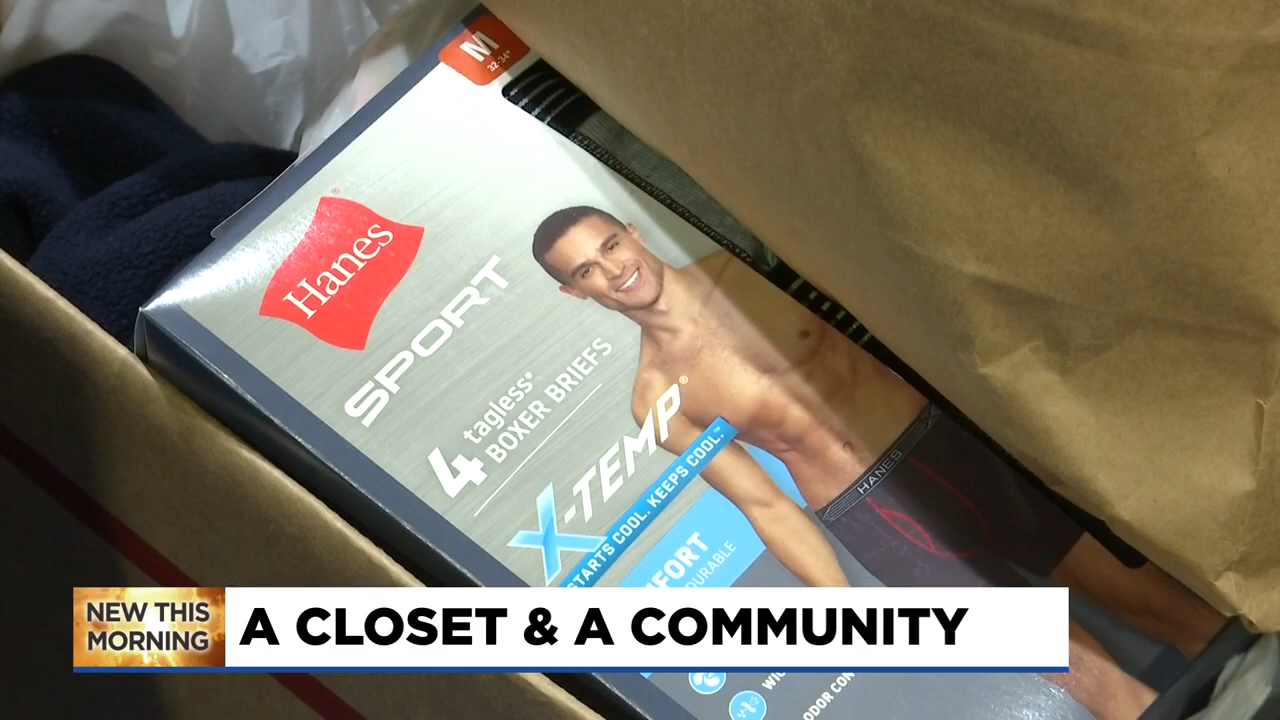 M
32-34"
Hanes
SPORT
4 tagless®
BOXER BRIEFS
X-TEMP®
STARTS COOL. KEEPS COOL.™
HANES
NEW THIS
MORNING
A CLOSET & A COMMUNITY